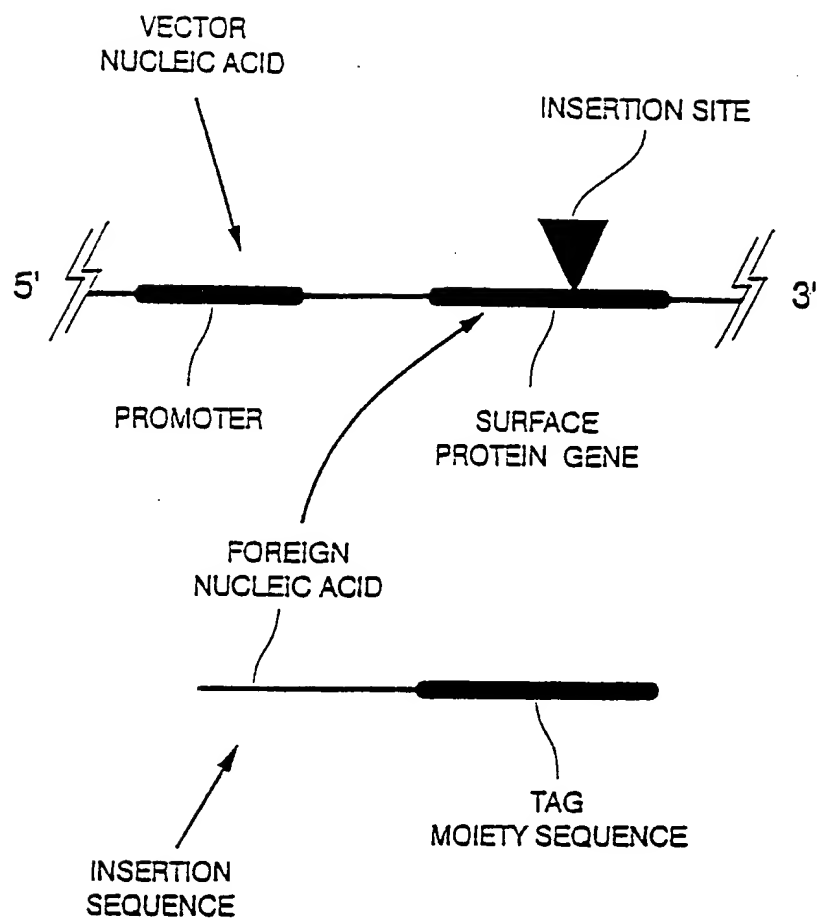 VECTOR
NUCLEIC ACID
INSERTION SITE
5'
3'
PROMOTER
SURFACE
PROTEIN GENE
FOREIGN
NUCLEIC ACID
TAG
MOIETY SEQUENCE
INSERTION
SEQUENCE